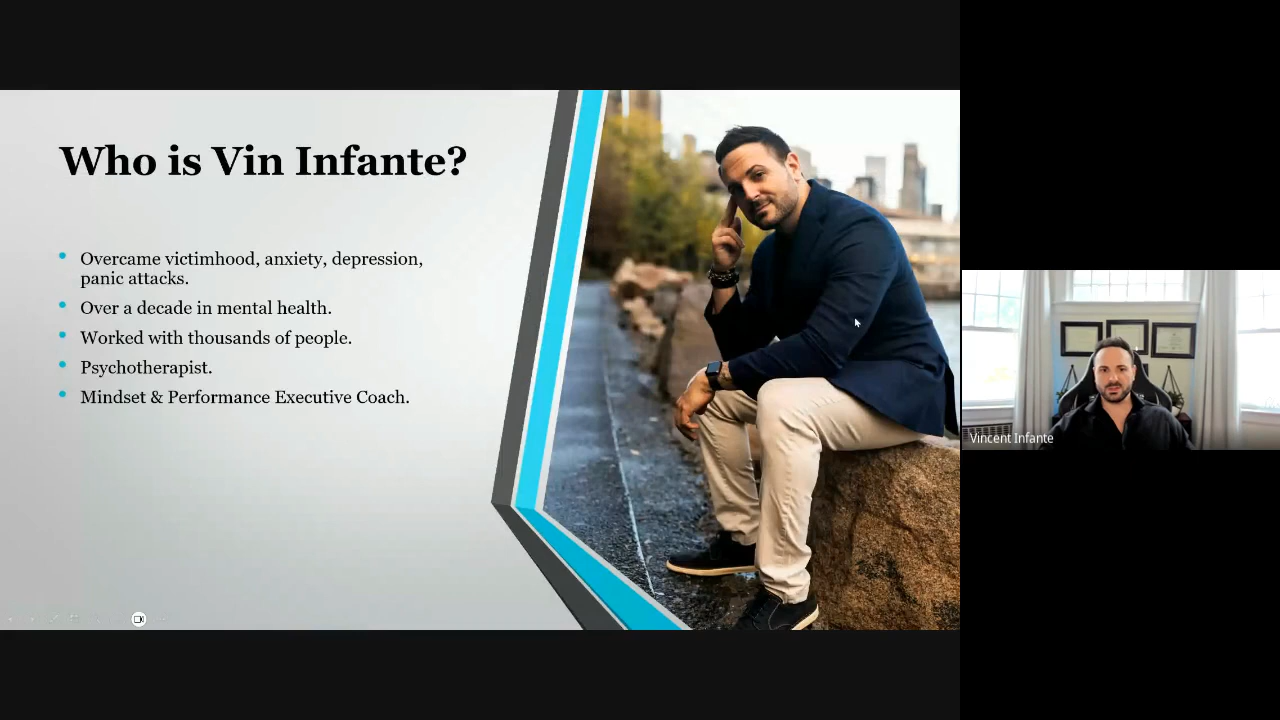 Who is Vin Infante?
Overcame victimhood, anxiety, depression,
panic attacks.
Over a decade in mental health.
Worked with thousands of people.
Psychotherapist.
Mindset & Performance Executive Coach.
Vincent Infante